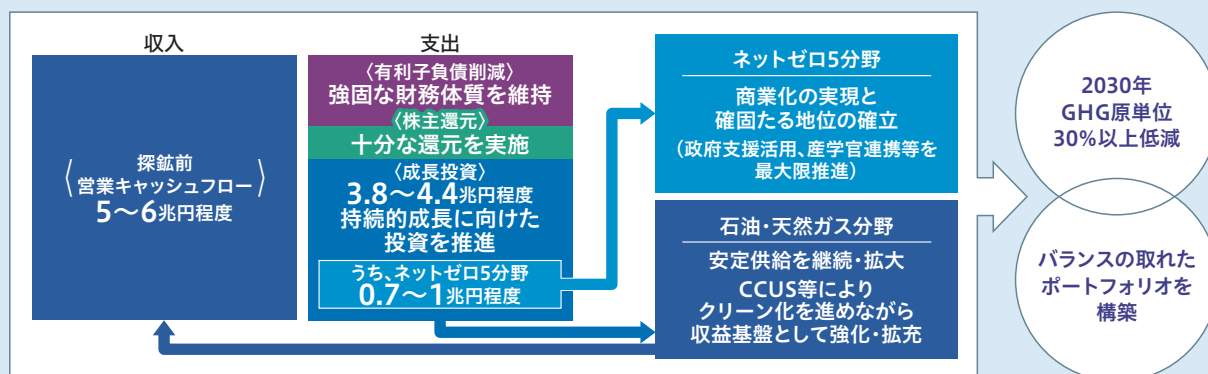 収入
〈探鉱前
営業キャッシュフロー〉
5〜6兆円程度
支出
〈有利子負債削減〉
強固な財務体質を維持
〈株主還元〉
十分な還元を実施
〈成長投資〉
3.8〜4.4兆円程度
持続的成長に向けた
投資を推進
うち、ネットゼロ5分野
0.7〜1兆円程度
ネットゼロ5分野
商業化の実現と
確固たる地位の確立
(政府支援活用、産学官連携等を
最大限推進)
石油・天然ガス分野
安定供給を継続・拡大
CCUS等により
クリーン化を進めながら
収益基盤として強化・拡充
2030年
GHG原単位
30%以上低減
バランスの取れた
ポートフォリオを
構築